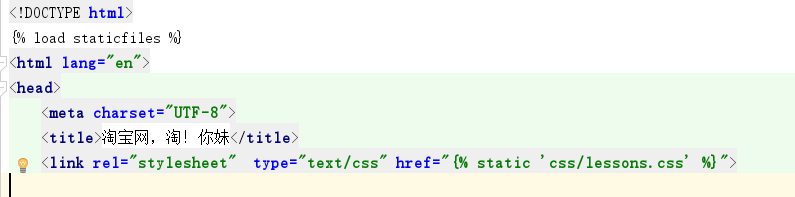 <!DOCTYPE html>
{% load staticfiles %}
<html lang="en">
<head>
<meta charset="UTF-8">
<title>淘宝网，淘！你妹</title>
<link rel="stylesheet"  type="text/css" href="{% static 'css/lessons.css' %}">